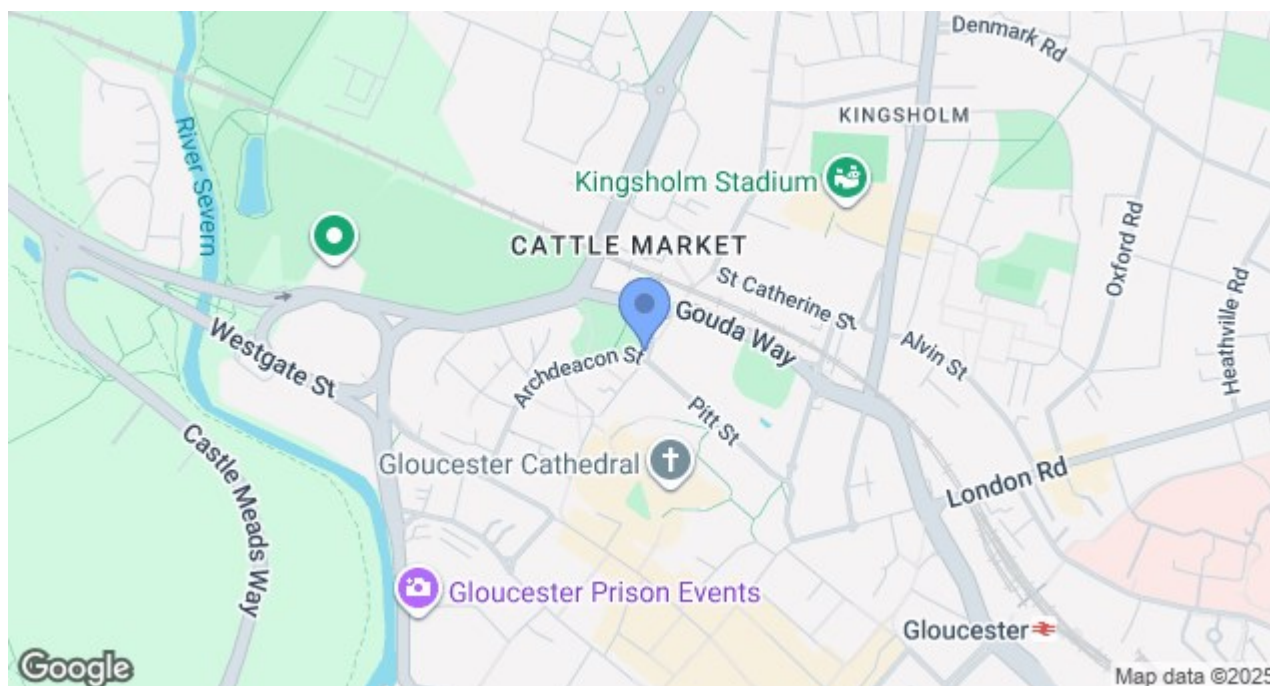 Denmark Rd
KINGSHOLM
River Severn
Kingsholm Stadium
CATTLE MARKET
Oxford Rd
St Catherine St
Heathville Rd
Gouda Way
Westgate St
Alvin St
Archdeacon St
Pitt St
Castle Meads Way
Gloucester Cathedral
London Rd
Gloucester Prison Events
Gloucester
Google
Map data ©2025